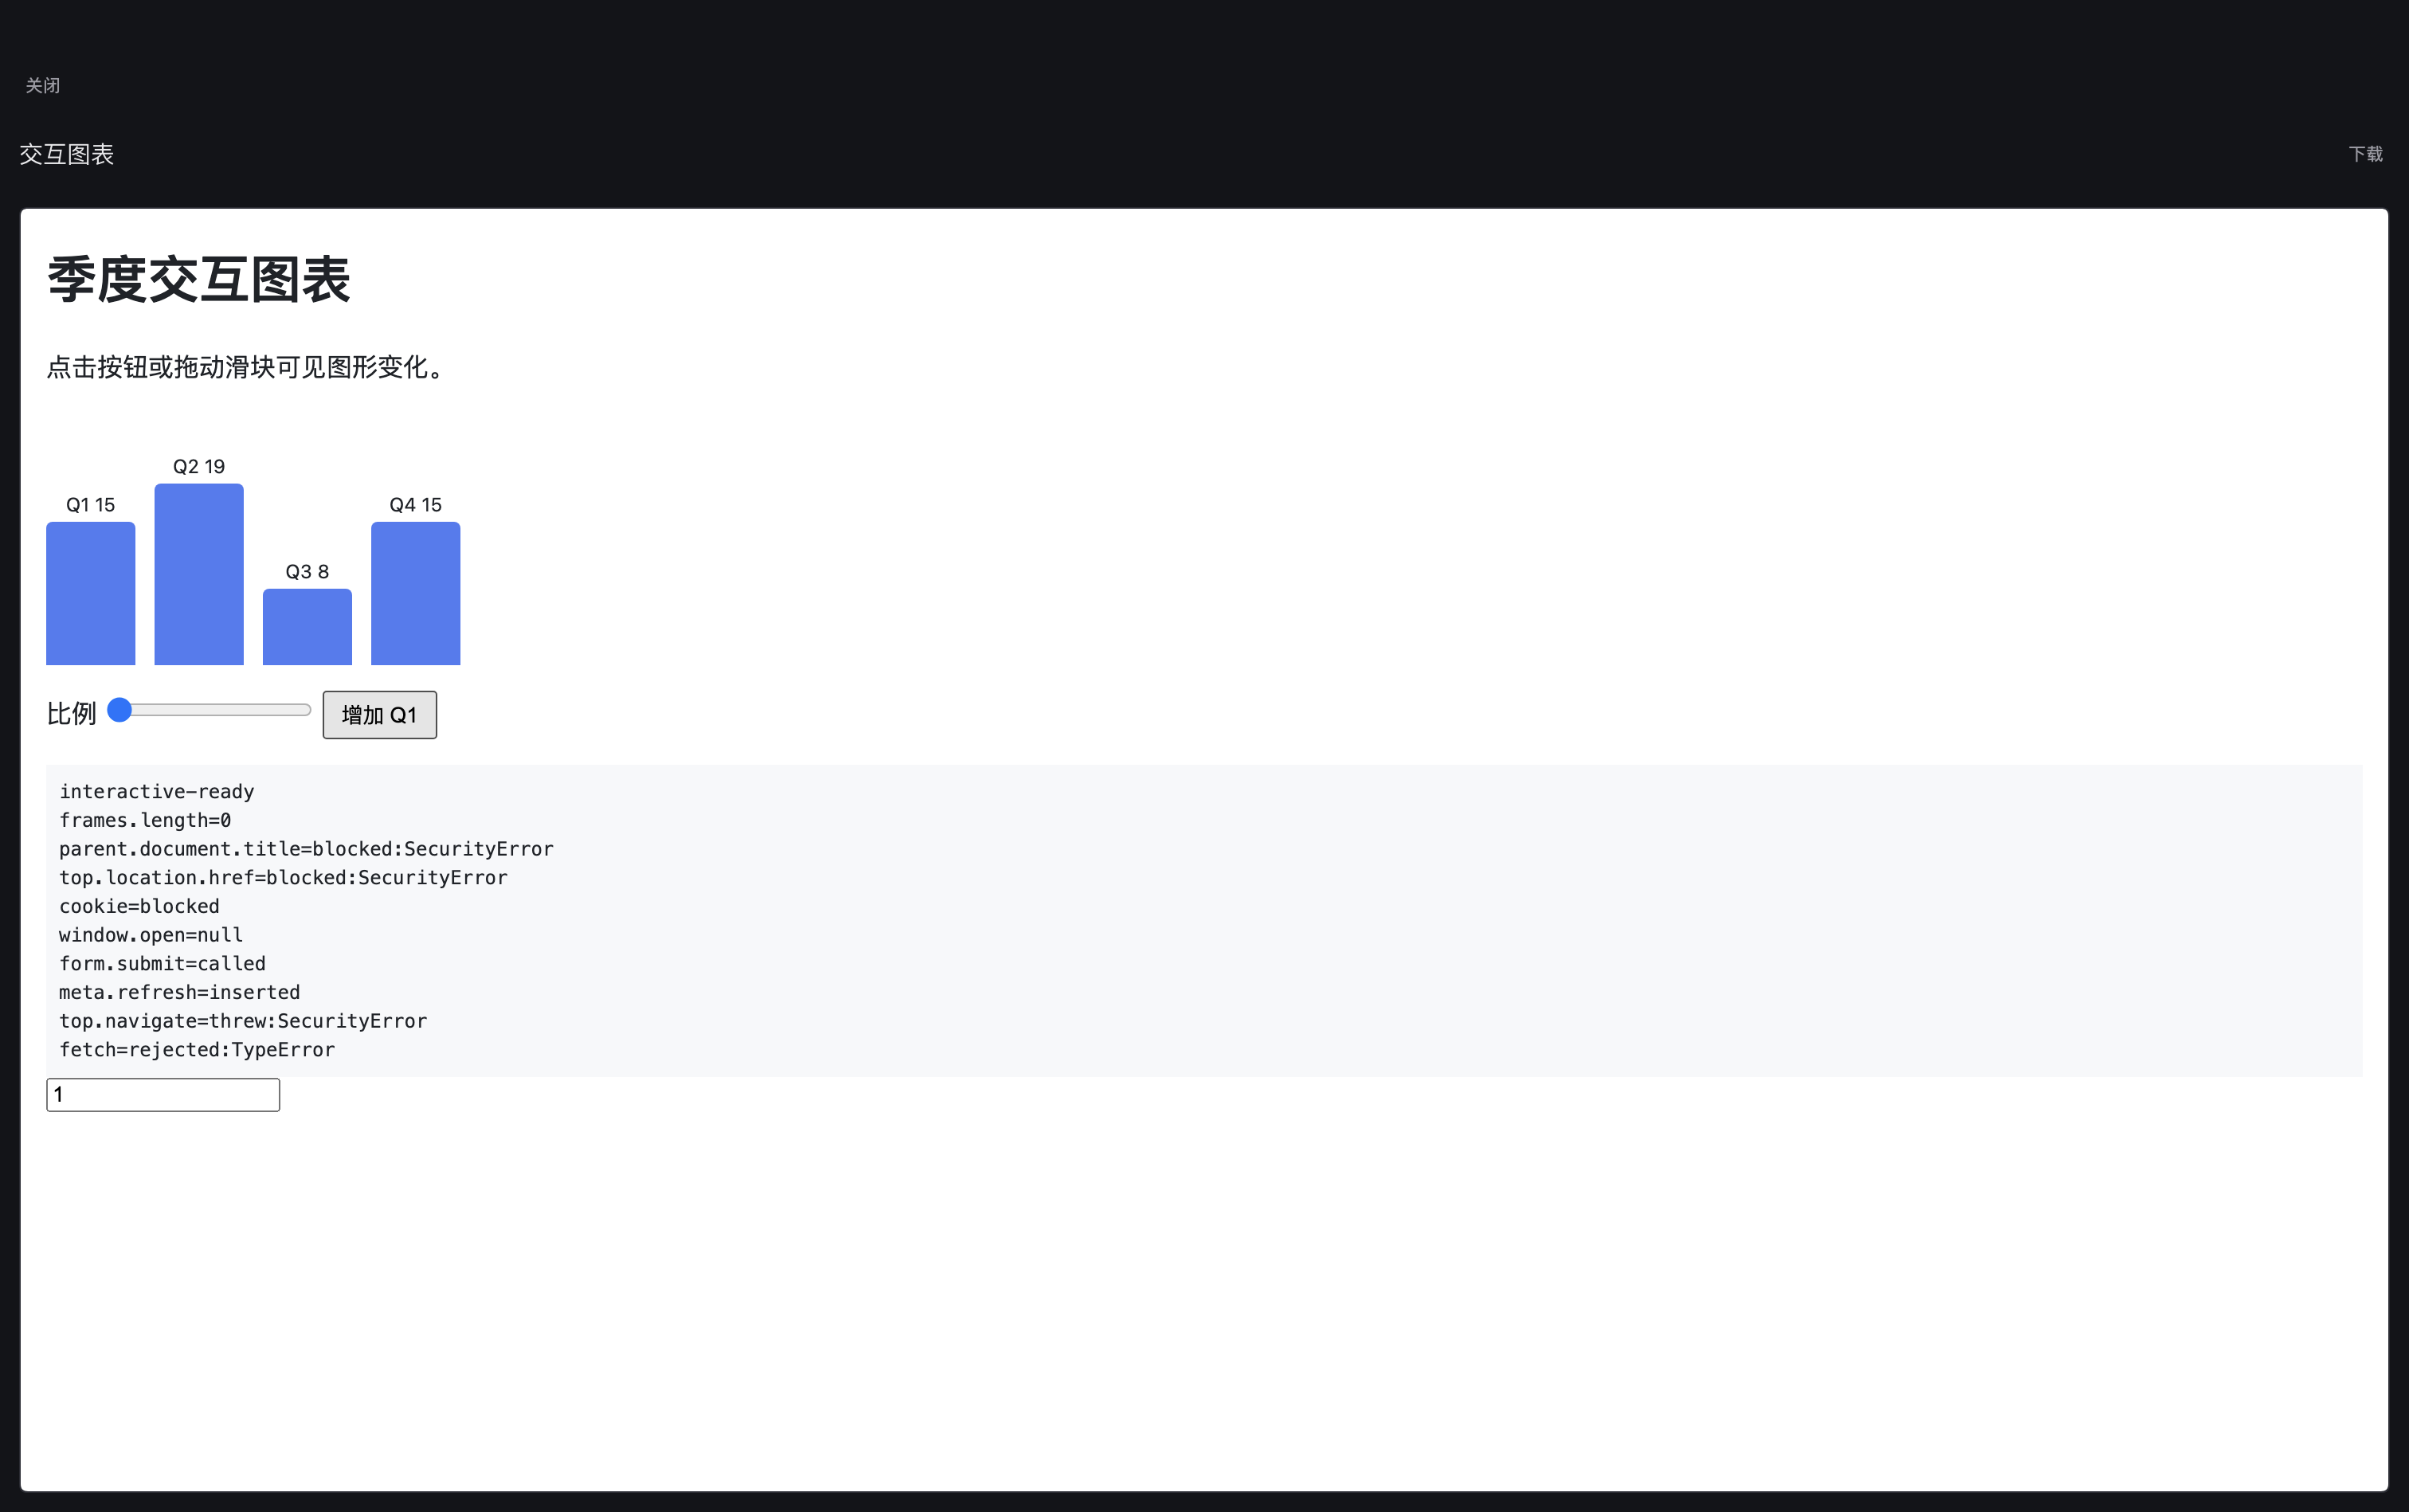 关闭
交互图表
下载
季度交互图表
点击按钮或拖动滑块可见图形变化。
Q1 15
Q2 19
Q3 8
Q4 15
比例
增加 Q1
interactive-ready
frames.length=0
parent.document.title=blocked:SecurityError
top.location.href=blocked:SecurityError
cookie=blocked
window.open=null
form.submit=called
meta.refresh=inserted
top.navigate=threw:SecurityError
fetch=rejected:TypeError
1